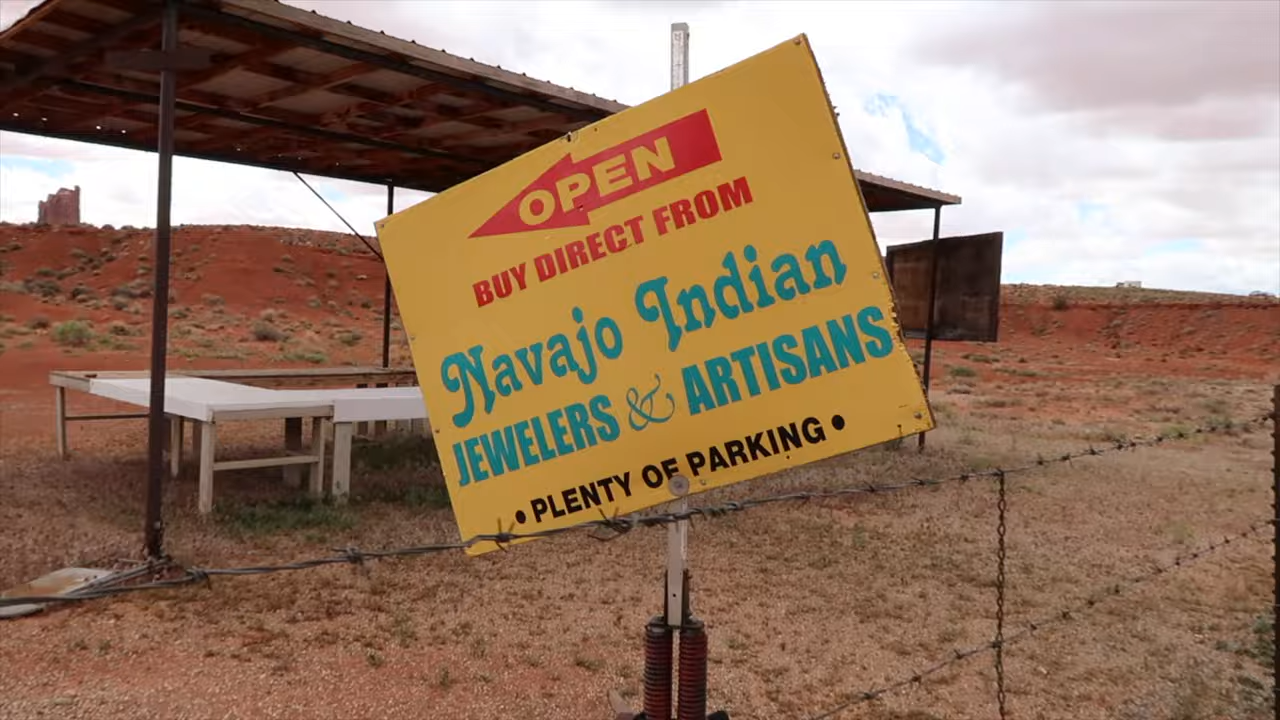 OPEN
BUY DIRECT FROM
Navajo Indian
JEWELERS & ARTISANS
• PLENTY OF PARKING •